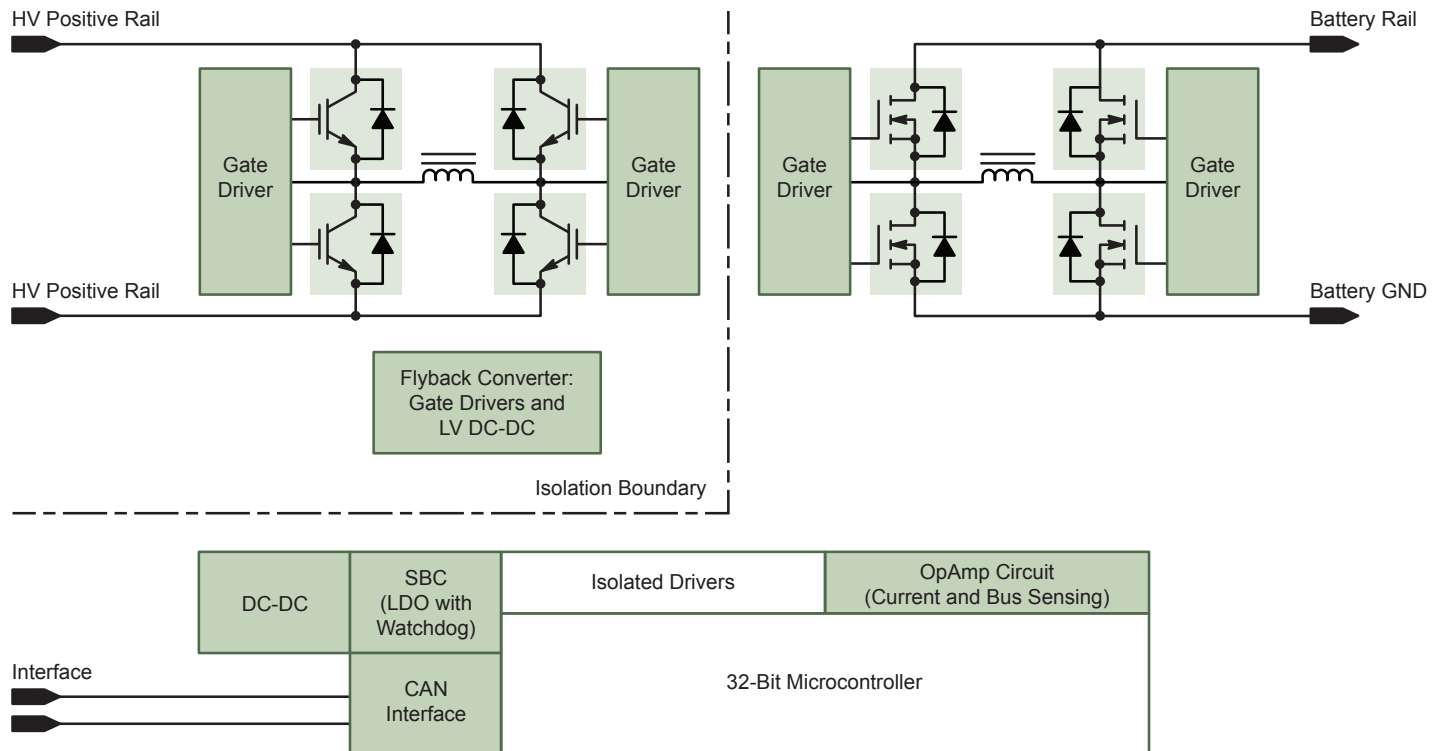 HV Positive Rail
Battery Rail
Gate
Driver
Gate
Driver
Gate
Driver
Gate
Driver
HV Positive Rail
Battery GND
Flyback Converter:
Gate Drivers and
LV DC-DC
Isolation Boundary
DC-DC
SBC
(LDO with
Watchdog)
Isolated Drivers
OpAmp Circuit
(Current and Bus Sensing)
Interface
CAN
Interface
32-Bit Microcontroller